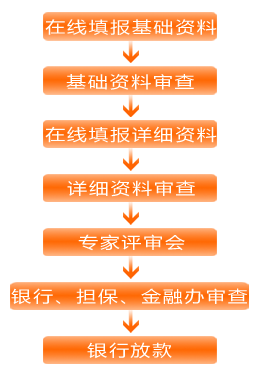 在线填报基础资料
基础资料审查
在线填报详细资料
详细资料审查
专家评审会
银行、担保、金融办审查
银行放款